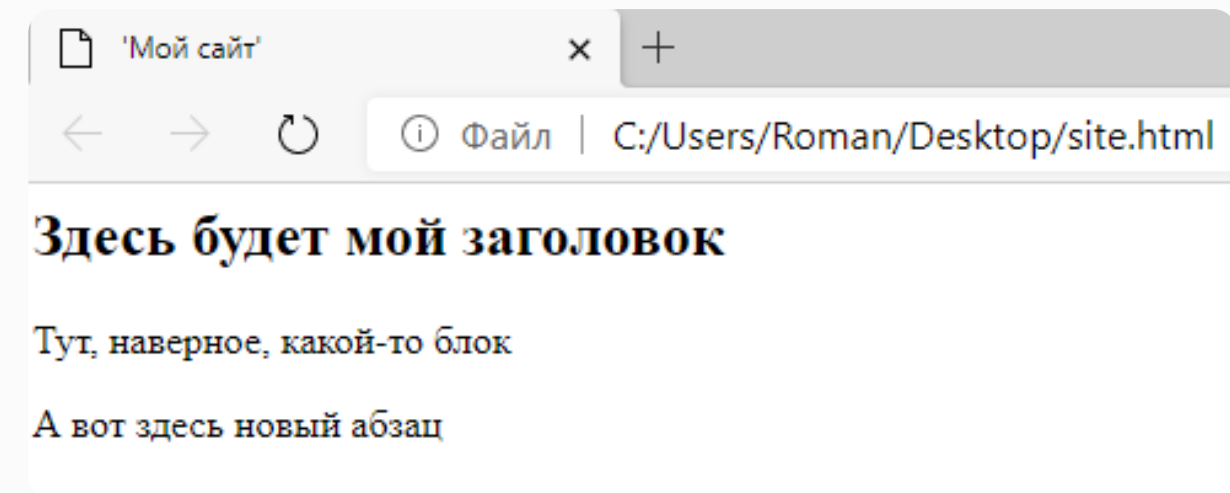 'Мой сайт'
Файл | C:/Users/Roman/Desktop/site.html
Здесь будет мой заголовок
Тут, наверное, какой-то блок
А вот здесь новый абзац